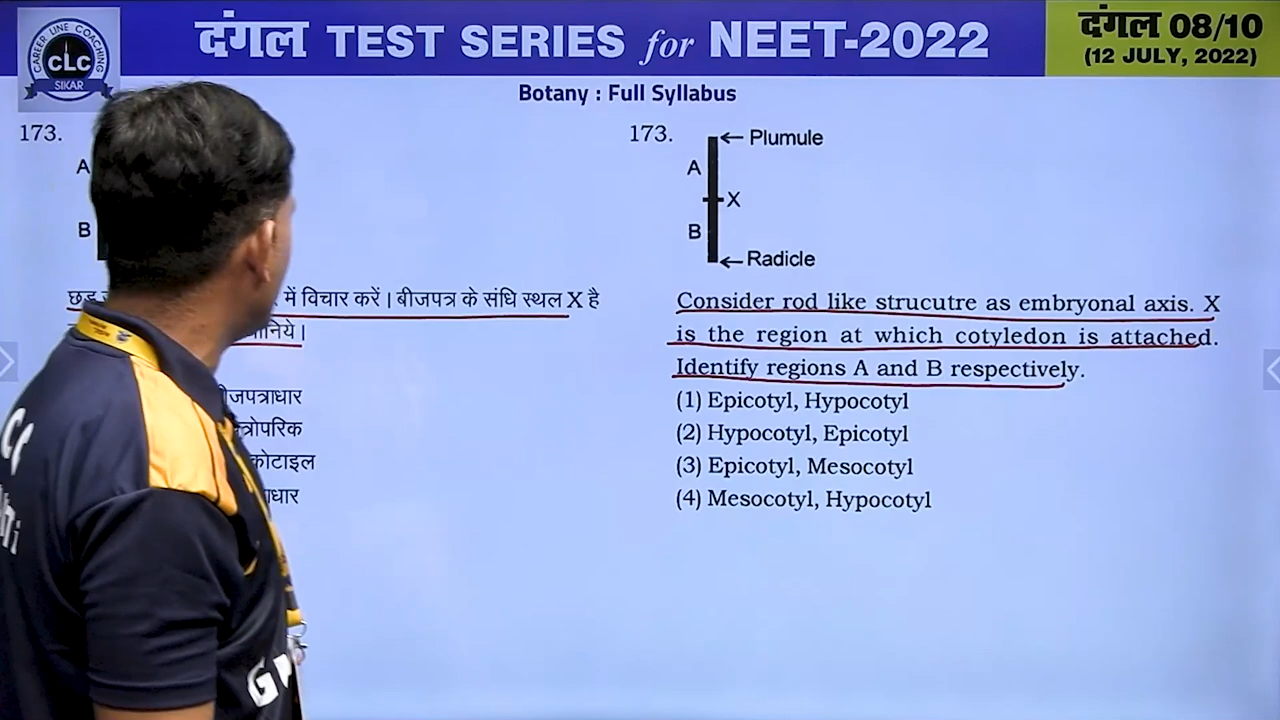 दंगल TEST SERIES for NEET-2022
दंगल 08/10
(12 JULY, 2022)
CAREER LINE COACHING
CLC
SIKAR
Botany : Full Syllabus
173.
A
B
में विचार करें। बीजपत्र के संधि स्थल X है
173.
Plumule
A
X
B
Radicle
Consider rod like strucutre as embryonal axis. X
is the region at which cotyledon is attached.
Identify regions A and B respectively.
(1) Epicotyl, Hypocotyl
(2) Hypocotyl, Epicotyl
(3) Epicotyl, Mesocotyl
(4) Mesocotyl, Hypocotyl